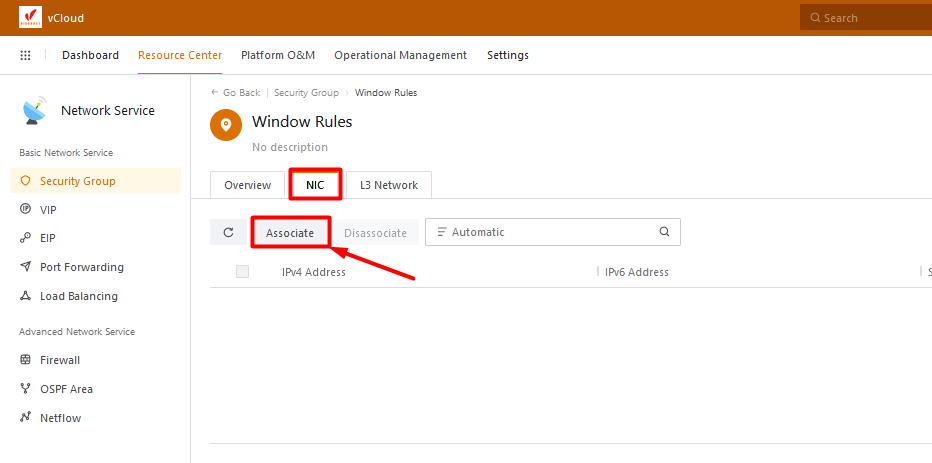 vCloud
Search
Dashboard
Resource Center
Platform O&M
Operational Management
Settings
Network Service
Basic Network Service
Security Group
VIP
EIP
Port Forwarding
Load Balancing
Advanced Network Service
Firewall
OSPF Area
Netflow
Go Back
Security Group
Window Rules
Window Rules
No description
Overview
NIC
L3 Network
Associate
Disassociate
Automatic
IPv4 Address
IPv6 Address
S